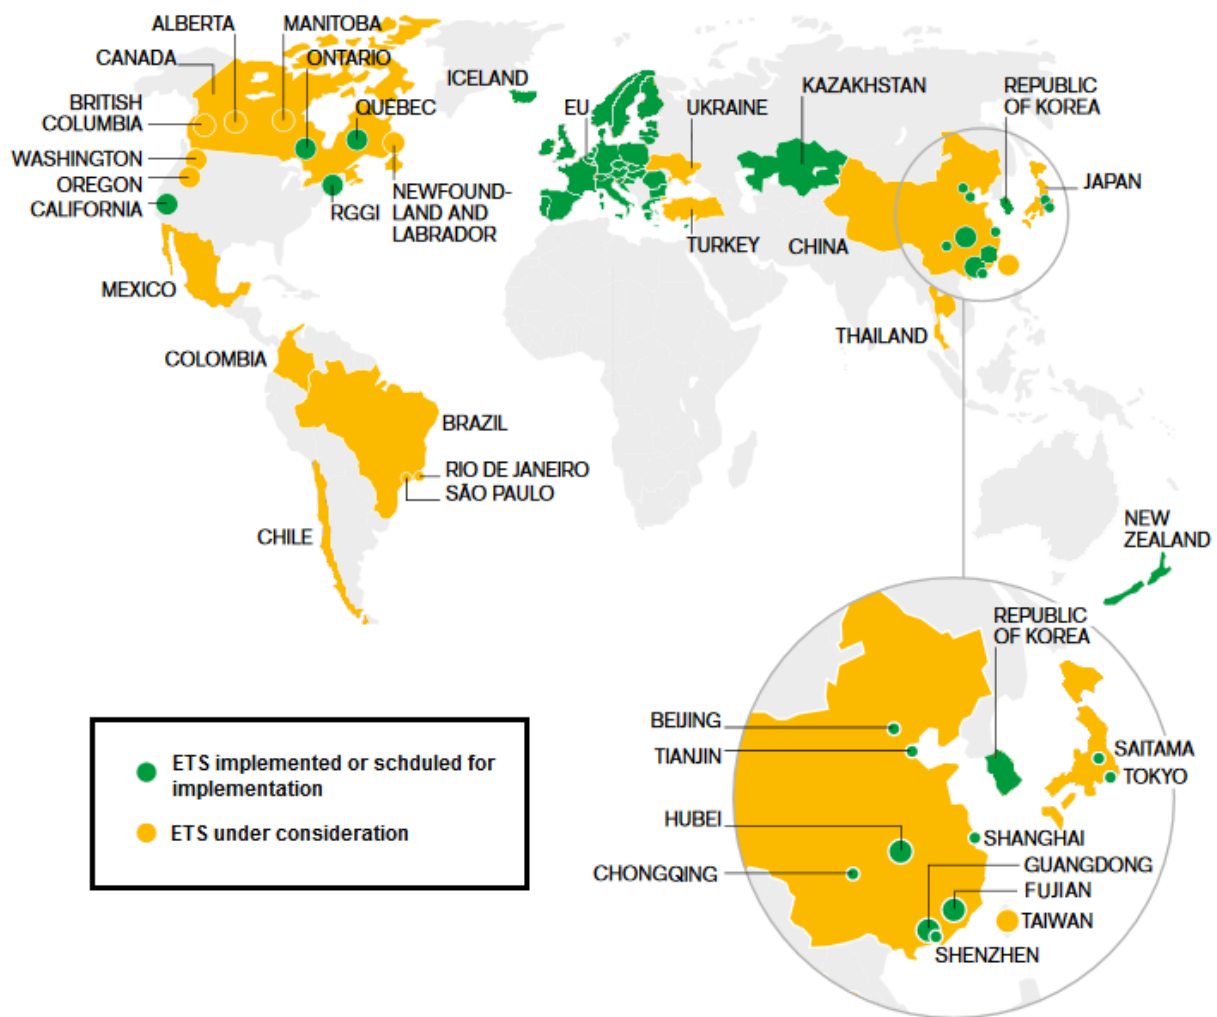 ALBERTA
MANITOBA
CANADA
ONTARIO
ICELAND
KAZAKHSTAN
REPUBLIC
OF KOREA
BRITISH
COLUMBIA
QUÉBEC
EU
UKRAINE
WASHINGTON
OREGON
CALIFORNIA
RGGI
NEWFOUND-
LAND AND
LABRADOR
JAPAN
TURKEY
CHINA
MEXICO
THAILAND
COLOMBIA
BRAZIL
RIO DE JANEIRO
SÃO PAULO
CHILE
NEW
ZEALAND
REPUBLIC
OF KOREA
BEIJING
TIANJIN
SAITAMA
TOKYO
HUBEI
SHANGHAI
CHONGQING
GUANGDONG
FUJIAN
TAIWAN
SHENZHEN
ETS implemented or schduled for
implementation
ETS under consideration